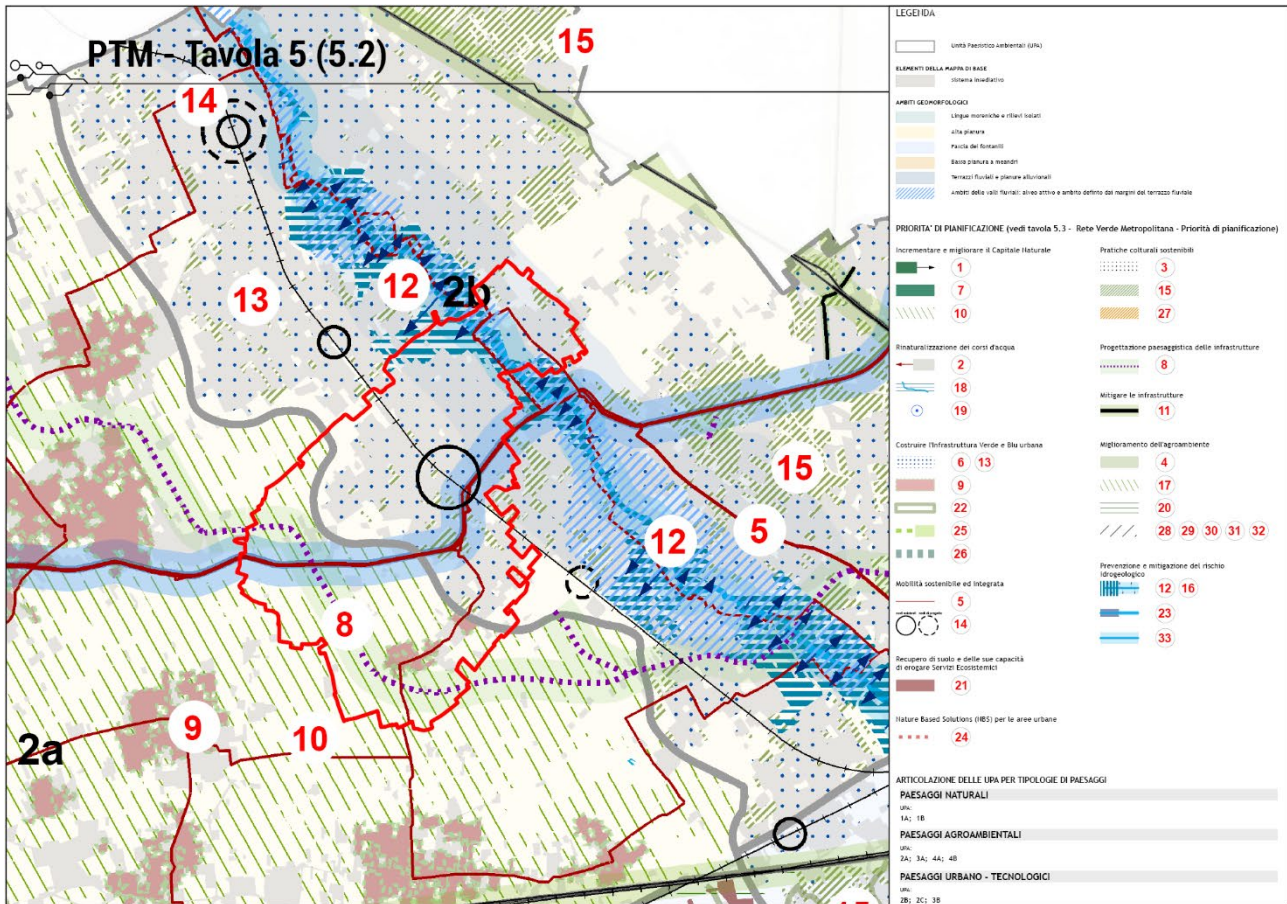 PTM - Tavola 5 (5.2)
15
14
13
12
2b
15
12
5
8
9
10
2a
LEGENDA
Unità Paesistico Ambientali (UPA)
ELEMENTI DELLA MAPPA DI BASE
Sistema insediativo
AMBITI GEOMORFOLOGICI
Lingue moreniche e rilievi isolati
Alta pianura
Fascia dei fontanili
Bassa pianura a meandri
Terrazzi fluviali e pianure alluvionali
Ambiti delle valli fluviali: alveo attivo e ambito definto dai margini del terrazzo fluviale
PRIORITA' DI PIANIFICAZIONE (vedi tavola 5.3 - Rete Verde Metropolitana - Priorità di pianificazione)
Incrementare e migliorare il Capitale Naturale
1
7
10
Rinaturalizzazione dei corsi d'acqua
2
18
19
Costruire l'Infrastruttura Verde e Blu urbana
6 13
9
22
25
26
Mobilità sostenibile ed integrata
5
14
Recupero di suolo e delle sue capacità
di erogare Servizi Ecosistemici
21
Nature Based Solutions (NBS) per le aree urbane
24
Pratiche colturali sostenibili
3
15
27
Progettazione paesaggistica delle infrastrutture
8
Mitigare le infrastrutture
11
Miglioramento dell'agroambiente
4
17
20
28 29 30 31 32
Prevenzione e mitigazione del rischio
idrogeologico
12 16
23
33
ARTICOLAZIONE DELLE UPA PER TIPOLOGIE DI PAESAGGI
PAESAGGI NATURALI
UPA:
1A; 1B
PAESAGGI AGROAMBIENTALI
UPA:
2A; 3A; 4A; 4B
PAESAGGI URBANO - TECNOLOGICI
UPA:
2B; 2C; 3B